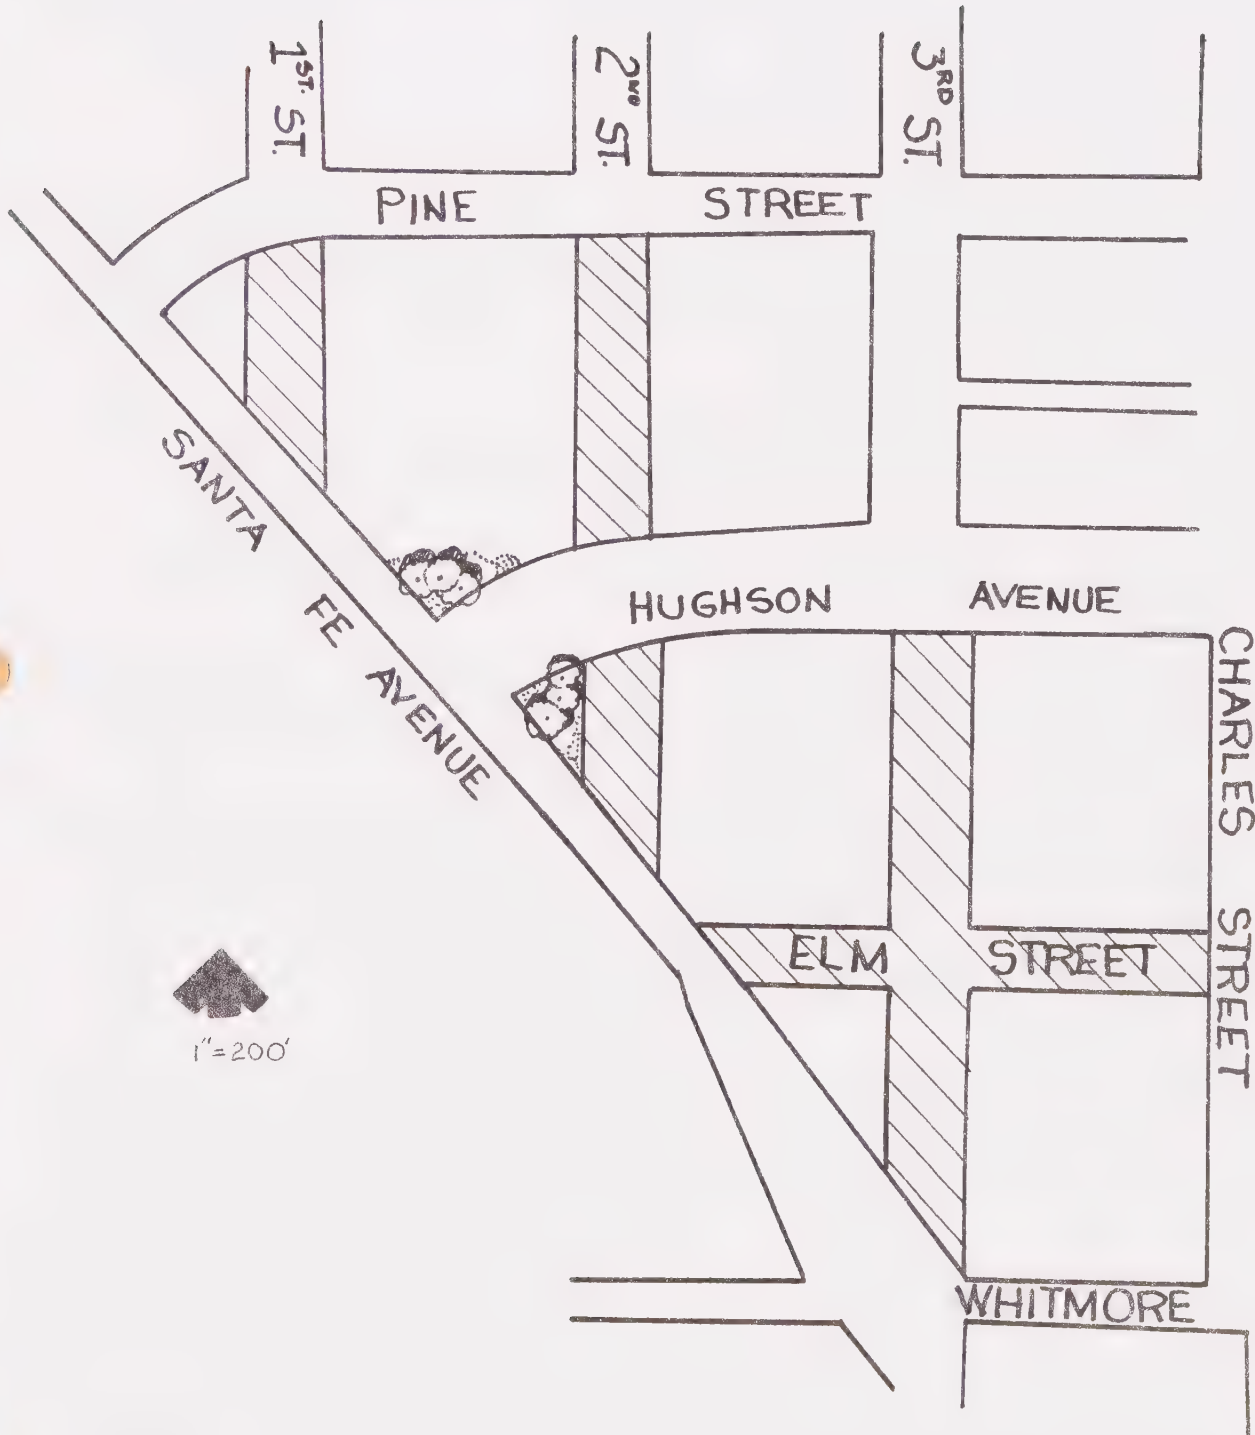 1ST. ST.
2ND ST.
3RD ST.
PINE STREET
SANTA FE AVENUE
HUGHSON AVENUE
CHARLES STREET
ELM STREET
1"=200'
WHITMORE